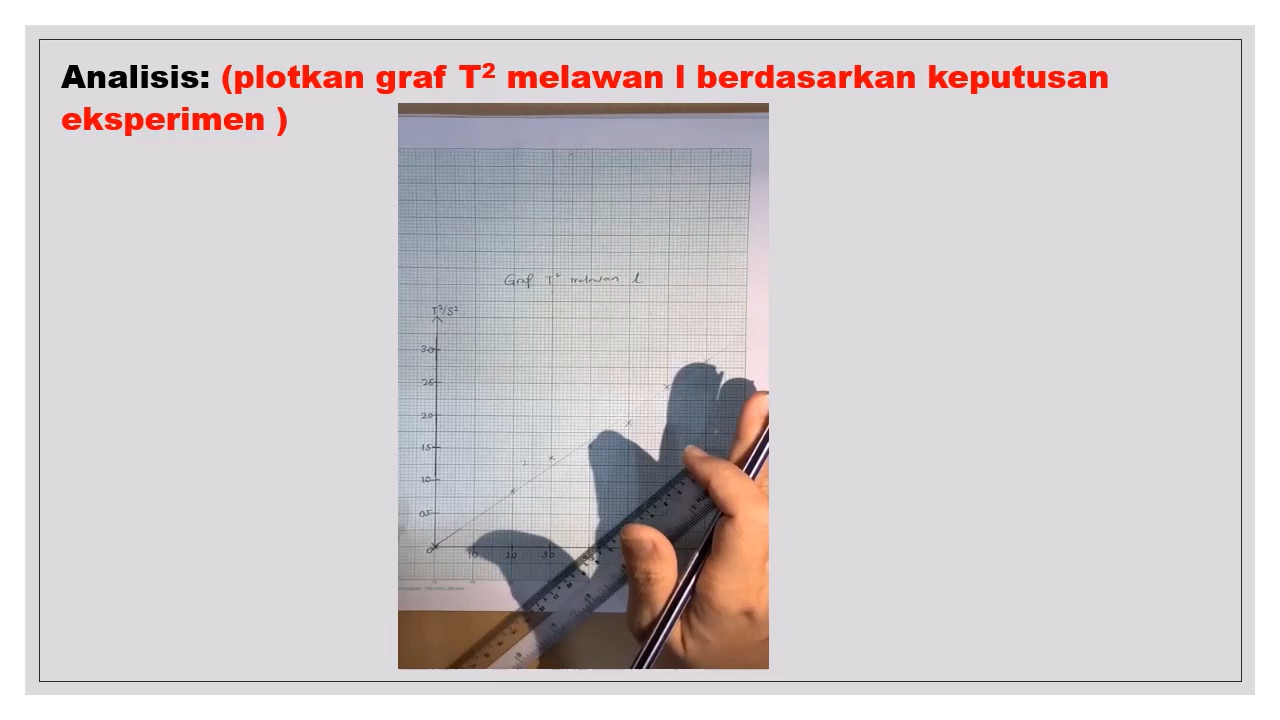 Analisis: (plotkan graf T² melawan l berdasarkan keputusan
eksperimen )
Graf T² melawan l
T²/s²
3.0
2.5
2.0
1.5
1.0
0.5
0
10 20 30